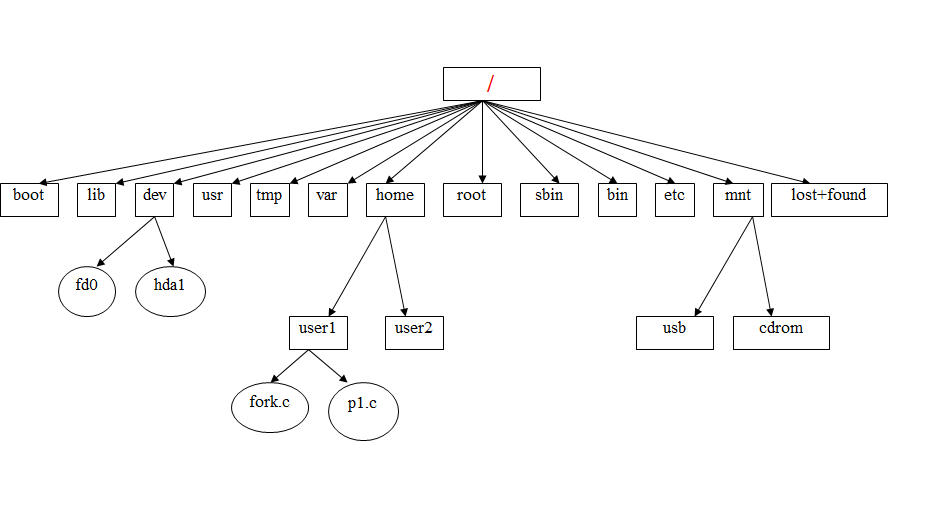 /
boot lib dev usr tmp var home root sbin bin etc mnt lost+found
fd0 hda1
user1 user2 usb cdrom
fork.c p1.c